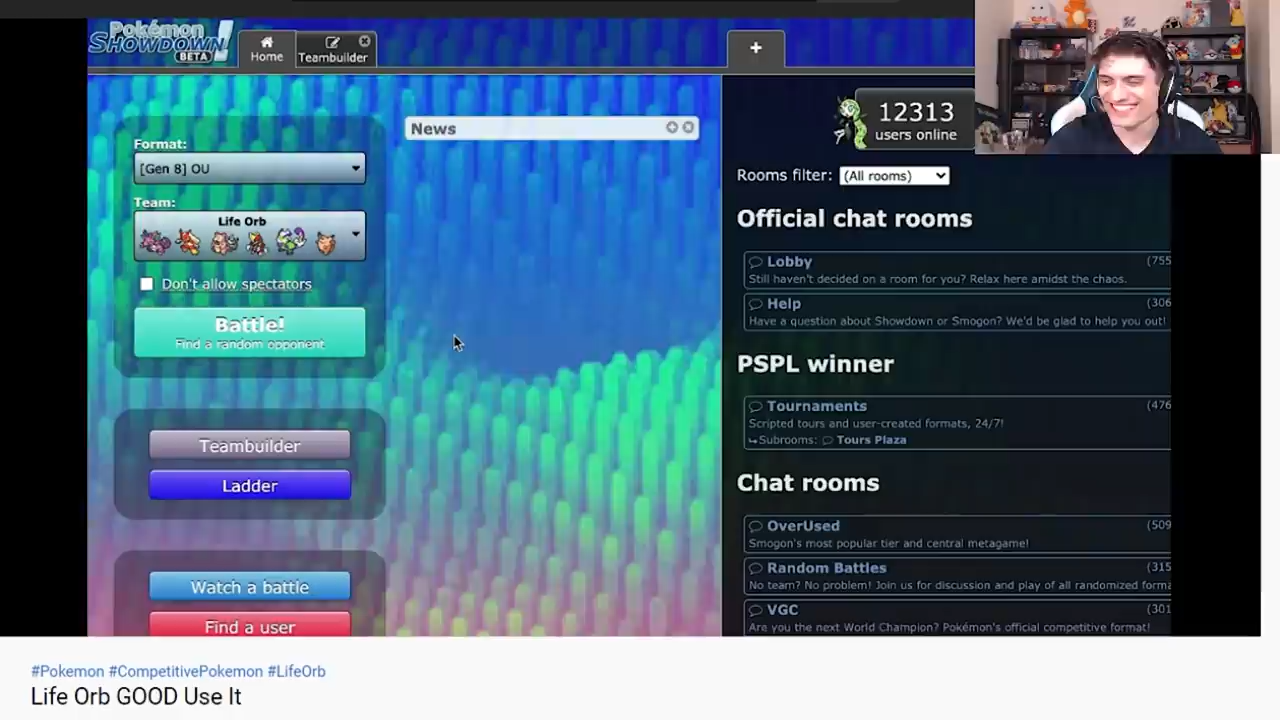 Pokémon
SHOWDOWN!
BETA
Home
Teambuilder
+
Format:
[Gen 8] OU
Team:
Life Orb
Don't allow spectators
Battle!
Find a random opponent
Teambuilder
Ladder
Watch a battle
Find a user
News
12313
users online
Rooms filter: (All rooms)
Official chat rooms
Lobby (755
Still haven't decided on a room for you? Relax here amidst the chaos.
Help (306
Have a question about Showdown or Smogon? We'd be glad to help you out!
PSPL winner
Tournaments (476
Scripted tours and user-created formats, 24/7!
↳Subrooms: Tours Plaza
Chat rooms
OverUsed (509
Smogon's most popular tier and central metagame!
Random Battles (315
No team? No problem! Join us for discussion and play of all randomized forma
VGC (301
Are you the next World Champion? Pokémon's official competitive format!
#Pokemon #CompetitivePokemon #LifeOrb
Life Orb GOOD Use It